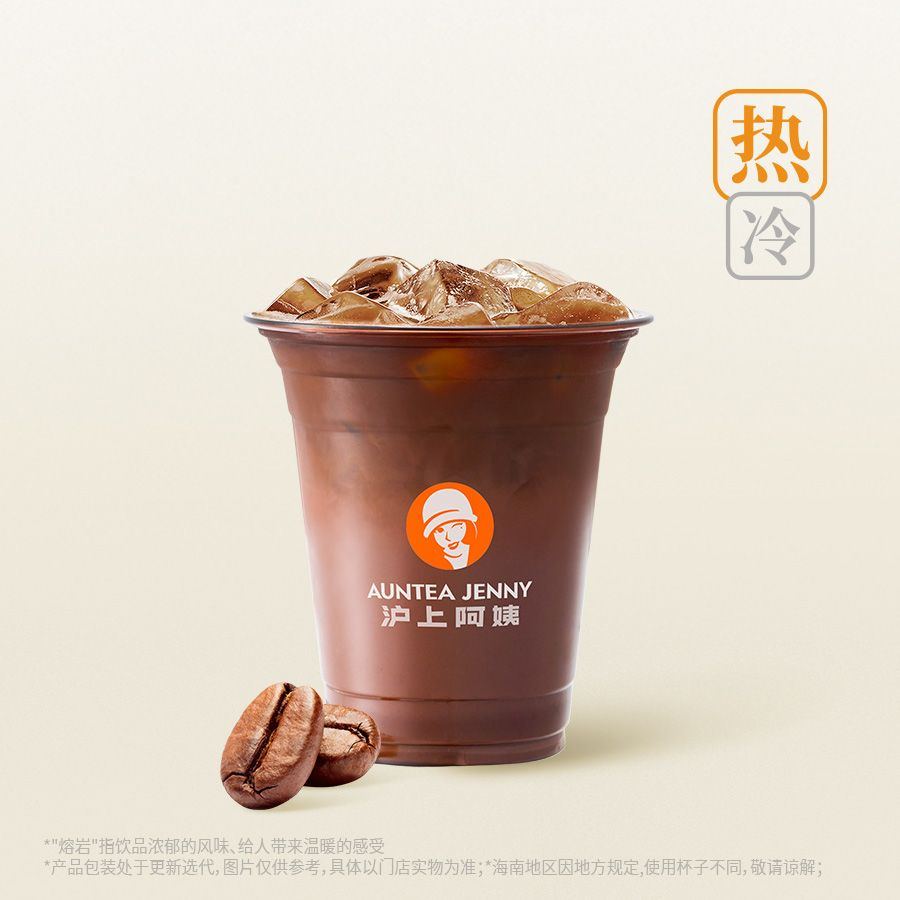 热
冷
AUNTEA JENNY
沪上阿姨
*"熔岩"指饮品浓郁的风味、给人带来温暖的感受
*产品包装处于更新迭代，图片仅供参考，具体以门店实物为准；*海南地区因地方规定,使用杯子不同，敬请谅解；